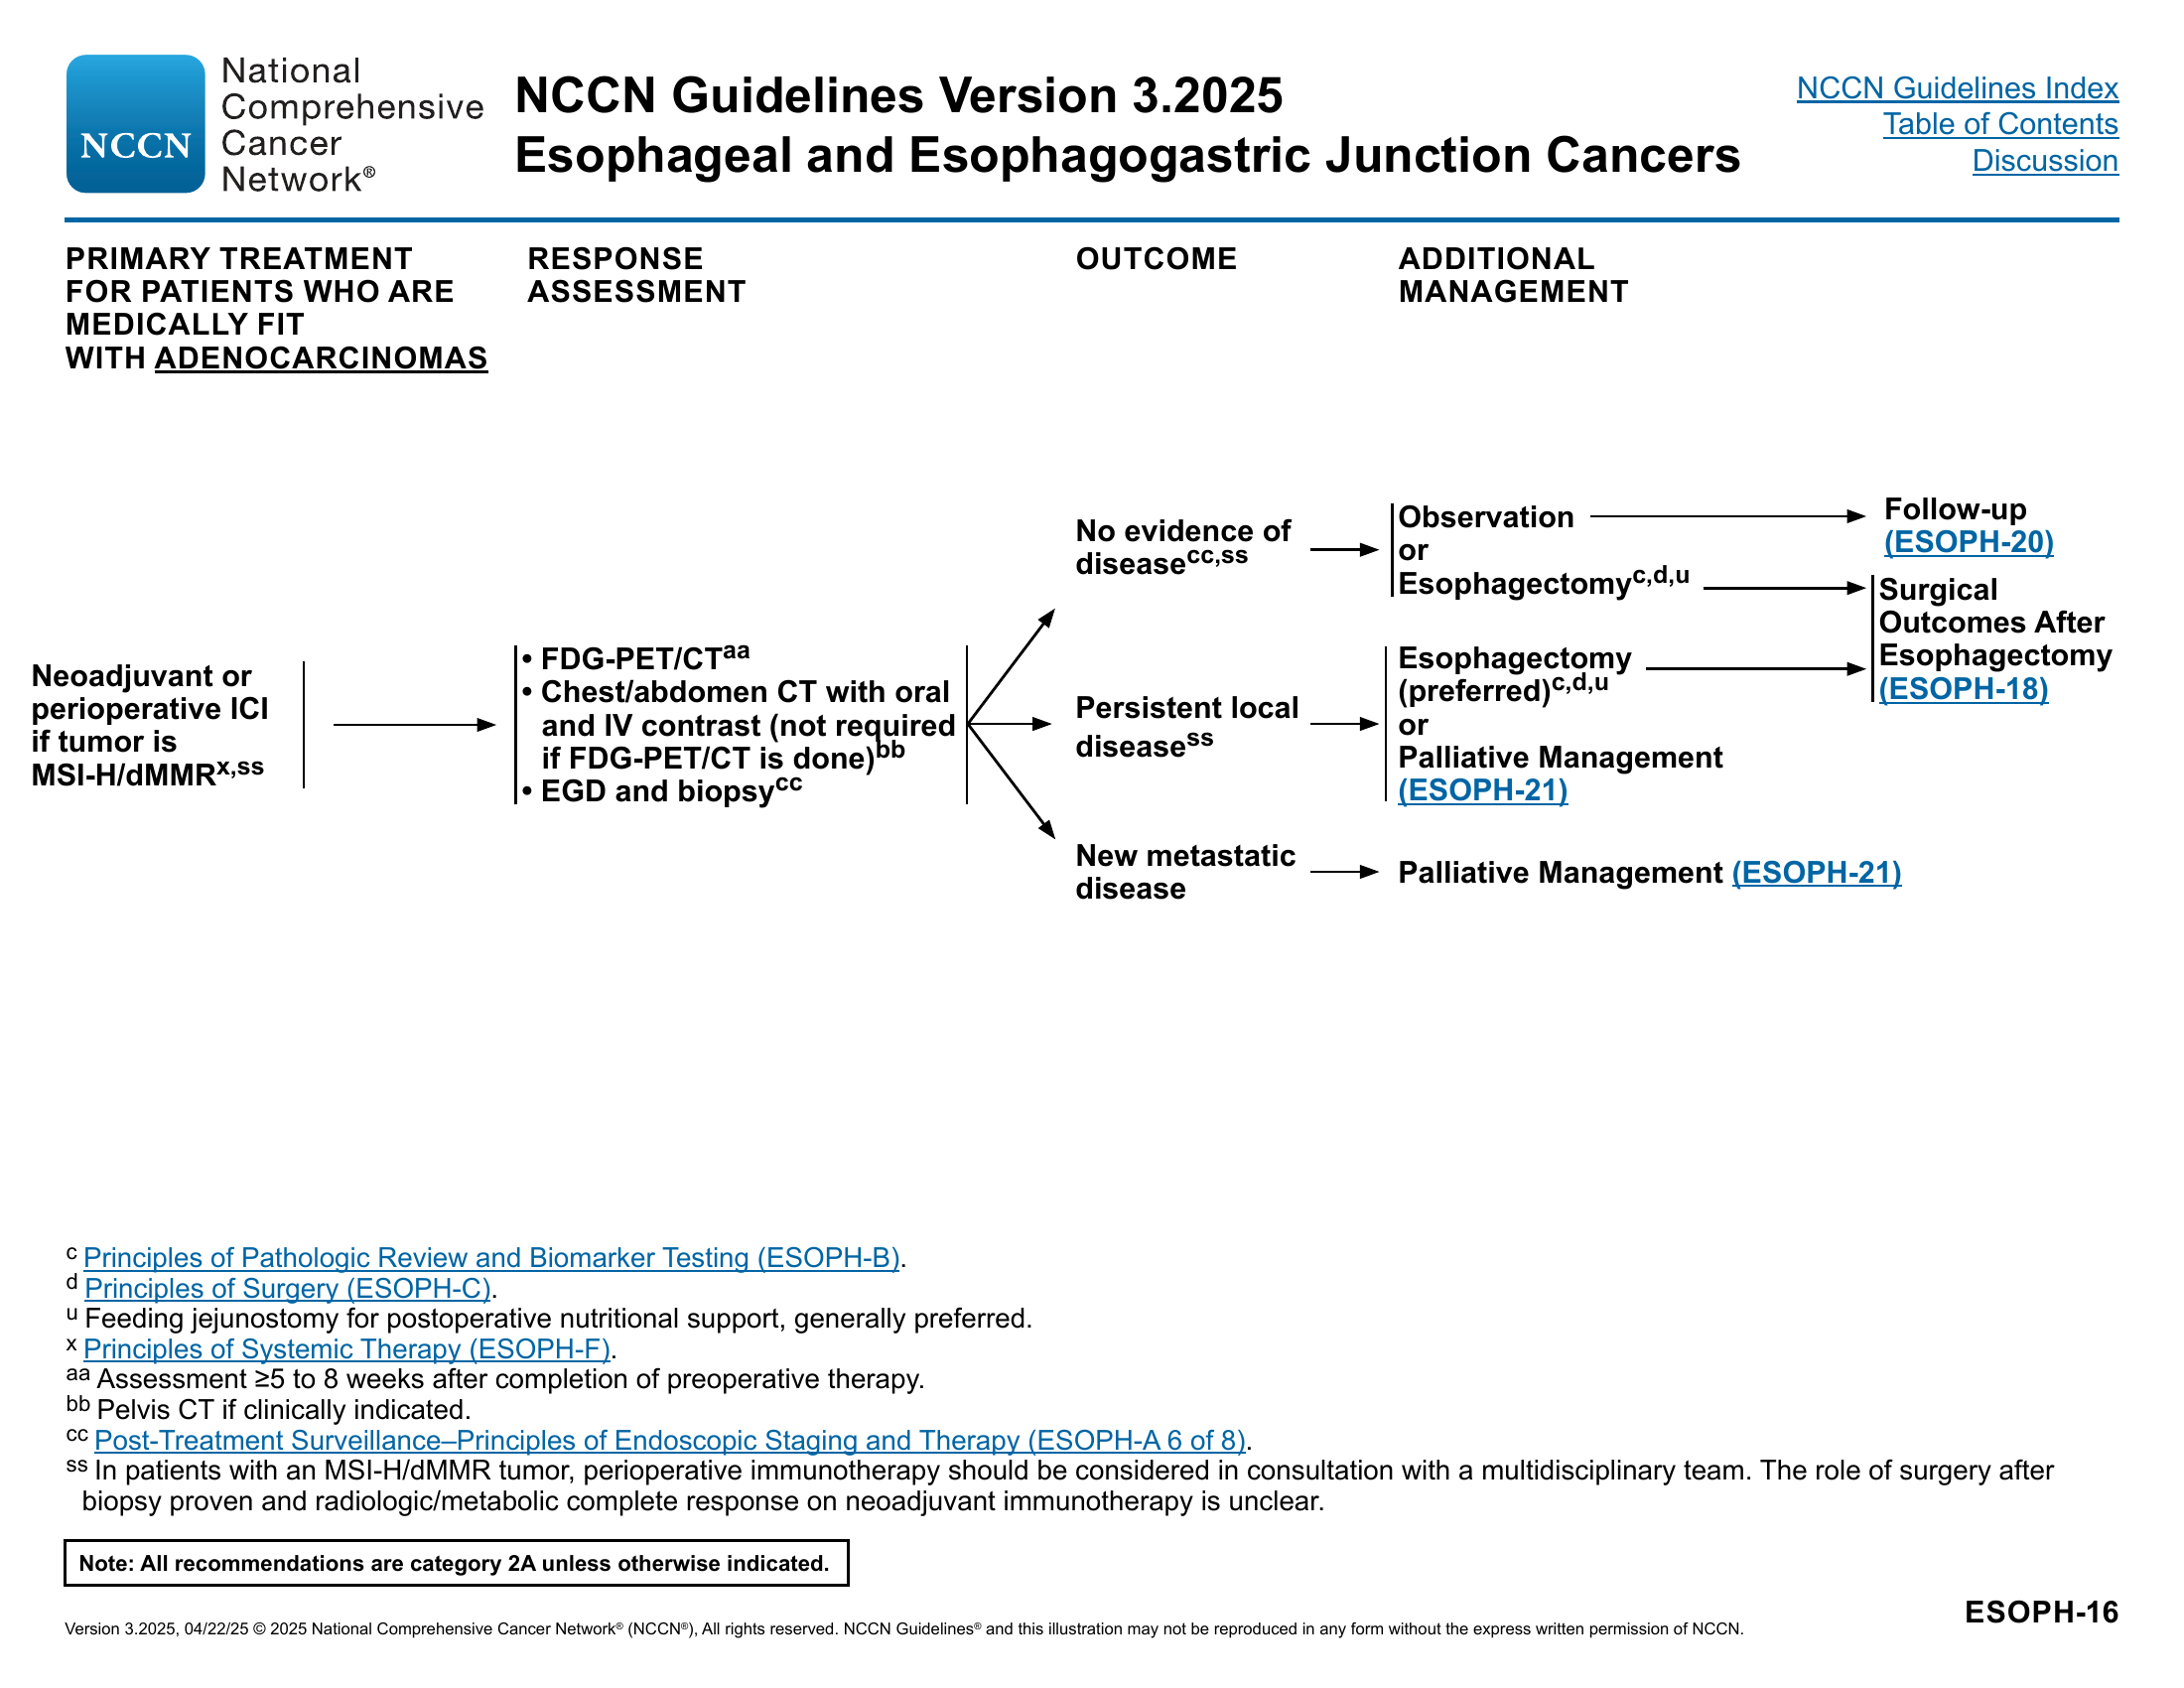 National
Comprehensive
NCCN Cancer
Network®
NCCN Guidelines Version 3.2025
Esophageal and Esophagogastric Junction Cancers
NCCN Guidelines Index
Table of Contents
Discussion
PRIMARY TREATMENT
FOR PATIENTS WHO ARE
MEDICALLY FIT
WITH ADENOCARCINOMAS
RESPONSE
ASSESSMENT
OUTCOME
ADDITIONAL
MANAGEMENT
Neoadjuvant or
perioperative ICI
if tumor is
MSI-H/dMMRx,ss
• FDG-PET/CTaa
• Chest/abdomen CT with oral
and IV contrast (not required
if FDG-PET/CT is done)bb
• EGD and biopsycc
No evidence of
diseasecc,ss
Observation
or
Esophagectomyc,d,u
Follow-up
(ESOPH-20)
Surgical
Outcomes After
Esophagectomy
(ESOPH-18)
Persistent local
diseasess
Esophagectomy
(preferred)c,d,u
or
Palliative Management
(ESOPH-21)
New metastatic
disease
Palliative Management (ESOPH-21)
c Principles of Pathologic Review and Biomarker Testing (ESOPH-B).
d Principles of Surgery (ESOPH-C).
u Feeding jejunostomy for postoperative nutritional support, generally preferred.
x Principles of Systemic Therapy (ESOPH-F).
aa Assessment ≥5 to 8 weeks after completion of preoperative therapy.
bb Pelvis CT if clinically indicated.
cc Post-Treatment Surveillance–Principles of Endoscopic Staging and Therapy (ESOPH-A 6 of 8).
ss In patients with an MSI-H/dMMR tumor, perioperative immunotherapy should be considered in consultation with a multidisciplinary team. The role of surgery after
biopsy proven and radiologic/metabolic complete response on neoadjuvant immunotherapy is unclear.
Note: All recommendations are category 2A unless otherwise indicated.
ESOPH-16
Version 3.2025, 04/22/25 © 2025 National Comprehensive Cancer Network® (NCCN®), All rights reserved. NCCN Guidelines® and this illustration may not be reproduced in any form without the express written permission of NCCN.